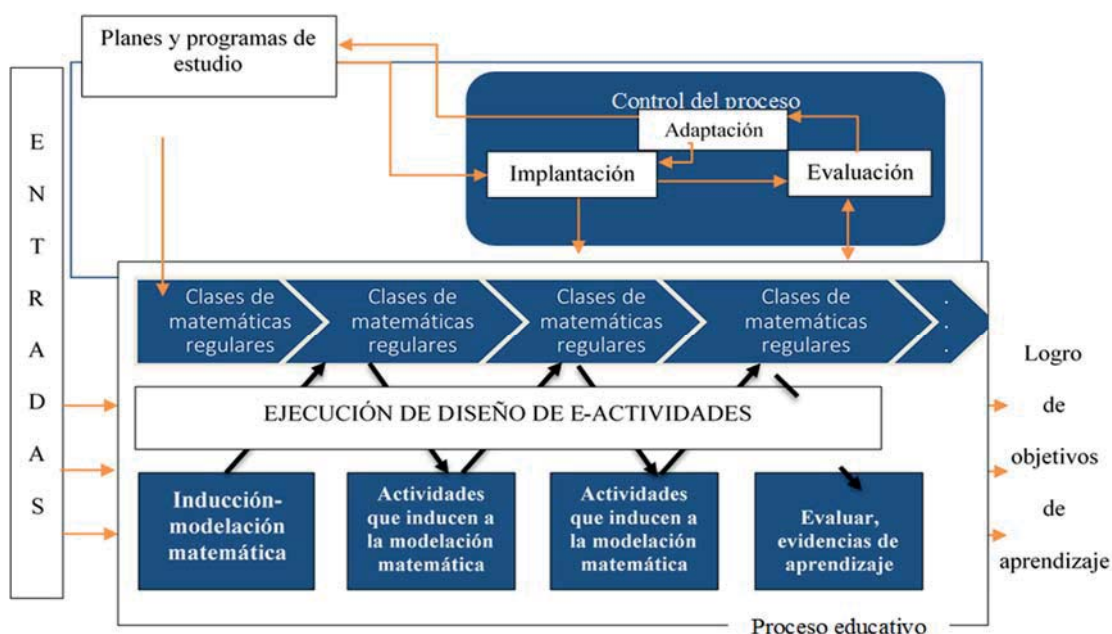 Planes y programas de
estudio
E
N
T
R
A
D
A
S
Control del proceso
Adaptación
Implantación
Evaluación
Clases de
matemáticas
regulares
Clases de
matemáticas
regulares
Clases de
matemáticas
regulares
Clases de
matemáticas
regulares
.
.
.
EJECUCIÓN DE DISEÑO DE E-ACTIVIDADES
Inducción-
modelación
matemática
Actividades
que inducen a
la modelación
matemática
Actividades
que inducen a
la modelación
matemática
Evaluar,
evidencias de
aprendizaje
Logro
de
objetivos
de
aprendizaje
Proceso educativo